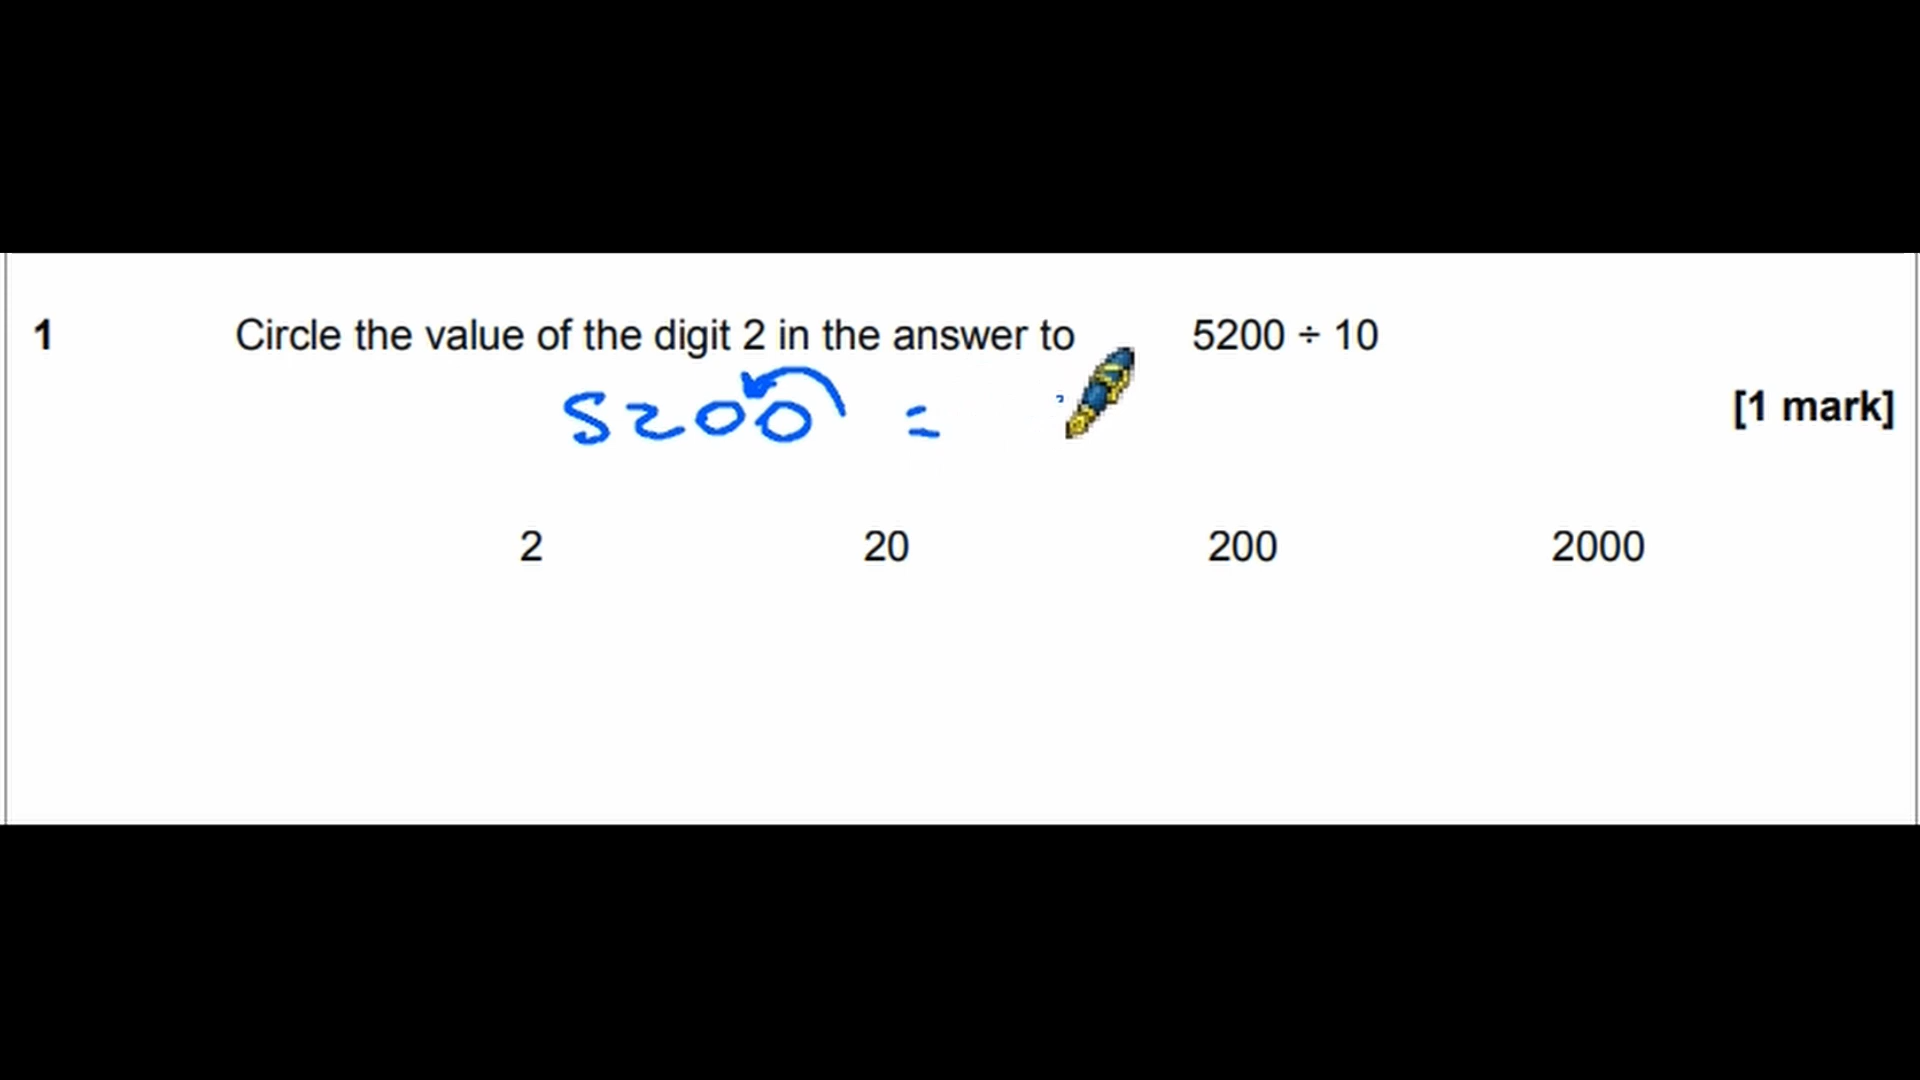 1 Circle the value of the digit 2 in the answer to 5200 ÷ 10
5200 =
[1 mark]
2 20 200 2000